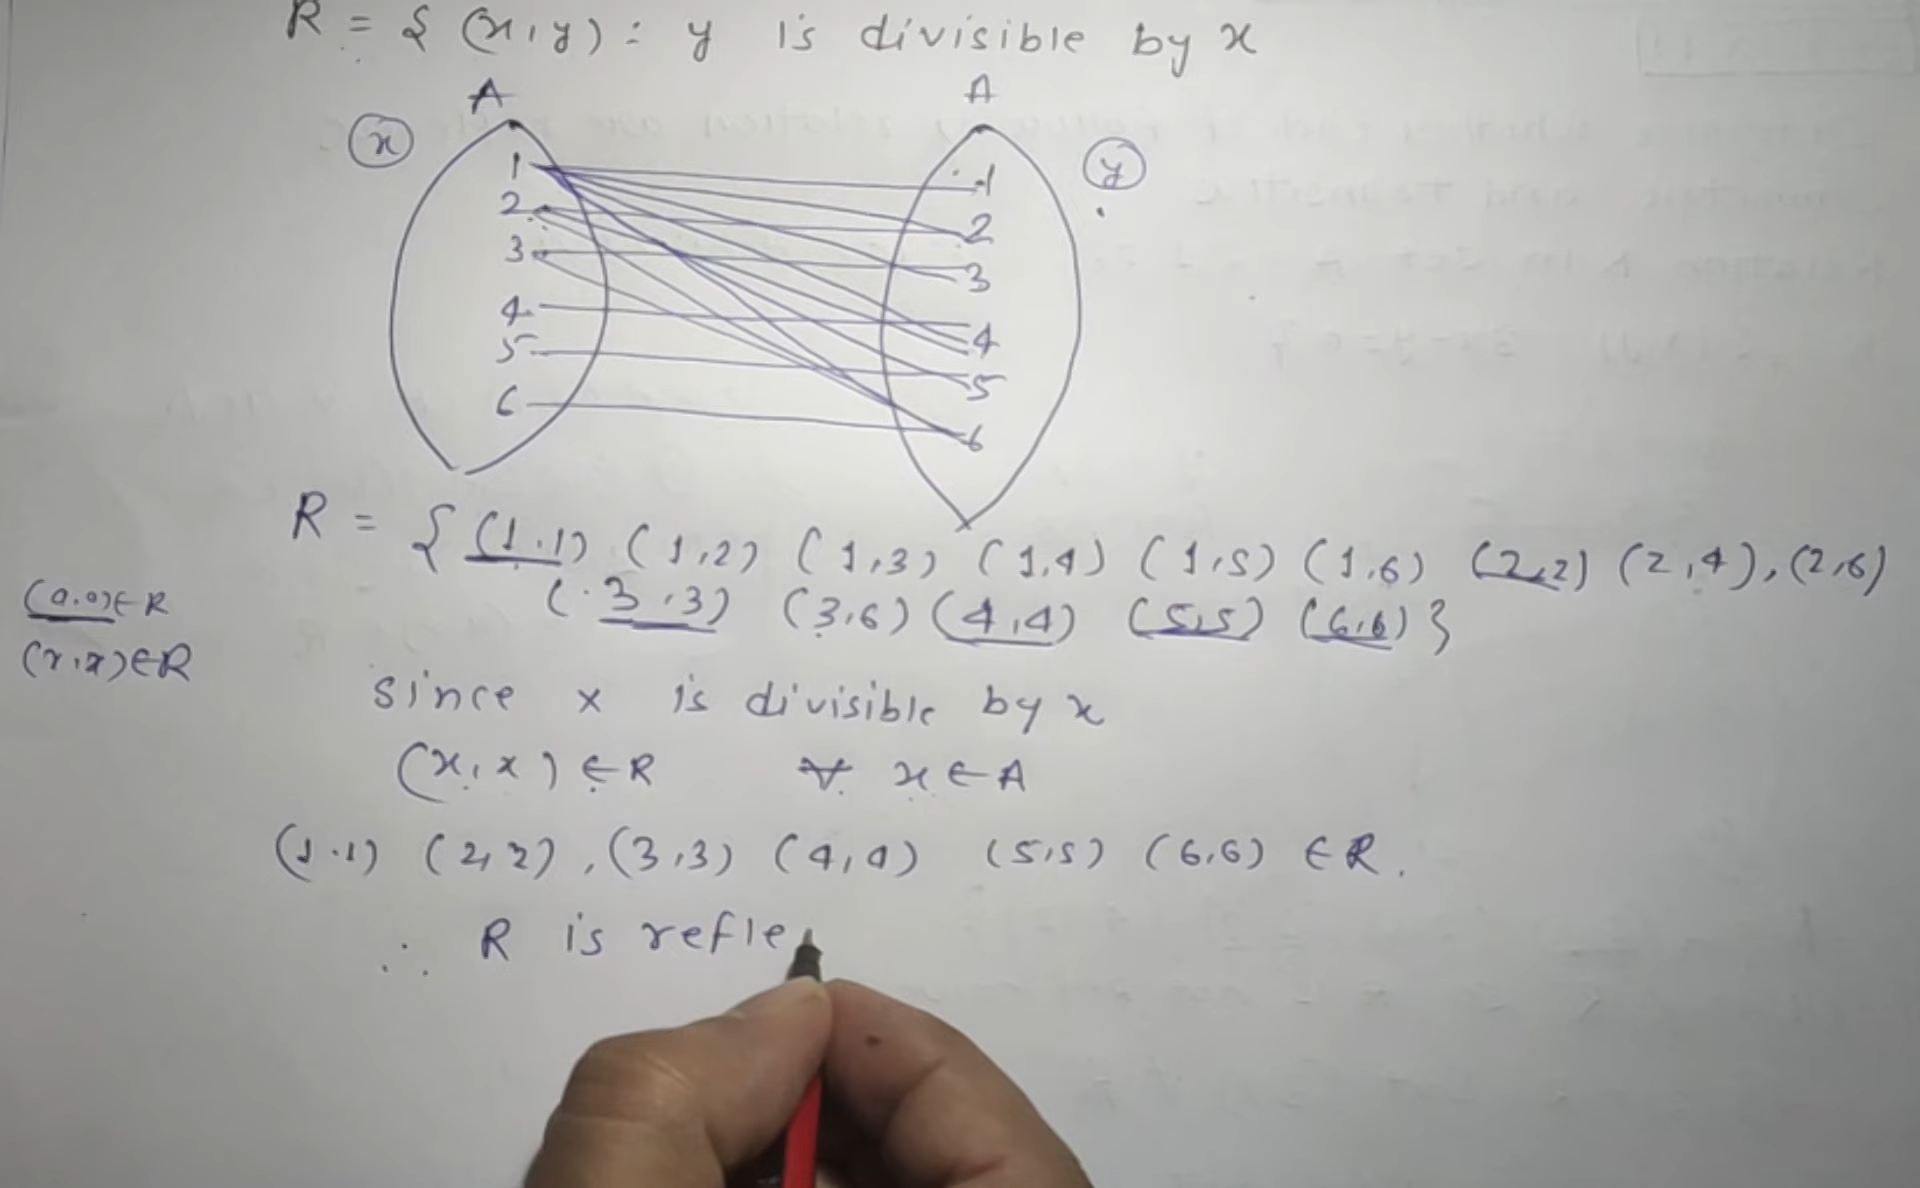 R = { (x,y) : y is divisible by x
A A
x y
1 1
2 2
3 3
4 4
5 5
6 6
R = { (1,1) (1,2) (1,3) (1,4) (1,5) (1,6) (2,2) (2,4), (2,6)
(3,3) (3,6) (4,4) (5,5) (6,6) }
(a,a) ∈ R
(x,x) ∈ R
since x is divisible by x
(x,x) ∈ R ∀ x ∈ A
(1,1) (2,2), (3,3) (4,4) (5,5) (6,6) ∈ R.
∴ R is refle